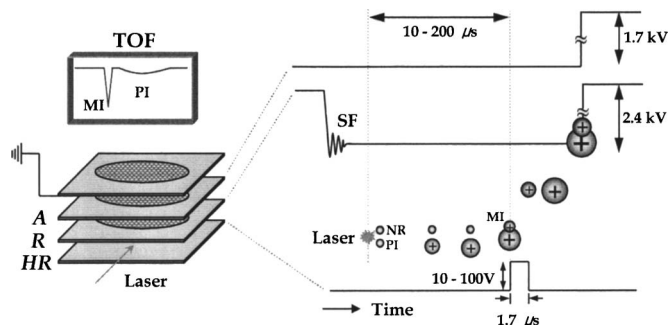 TOF
MI
PI
A
R
HR
Laser
10 - 200 μs
1.7 kV
SF
2.4 kV
Laser
NR
PI
MI
10 - 100V
Time
1.7 μs